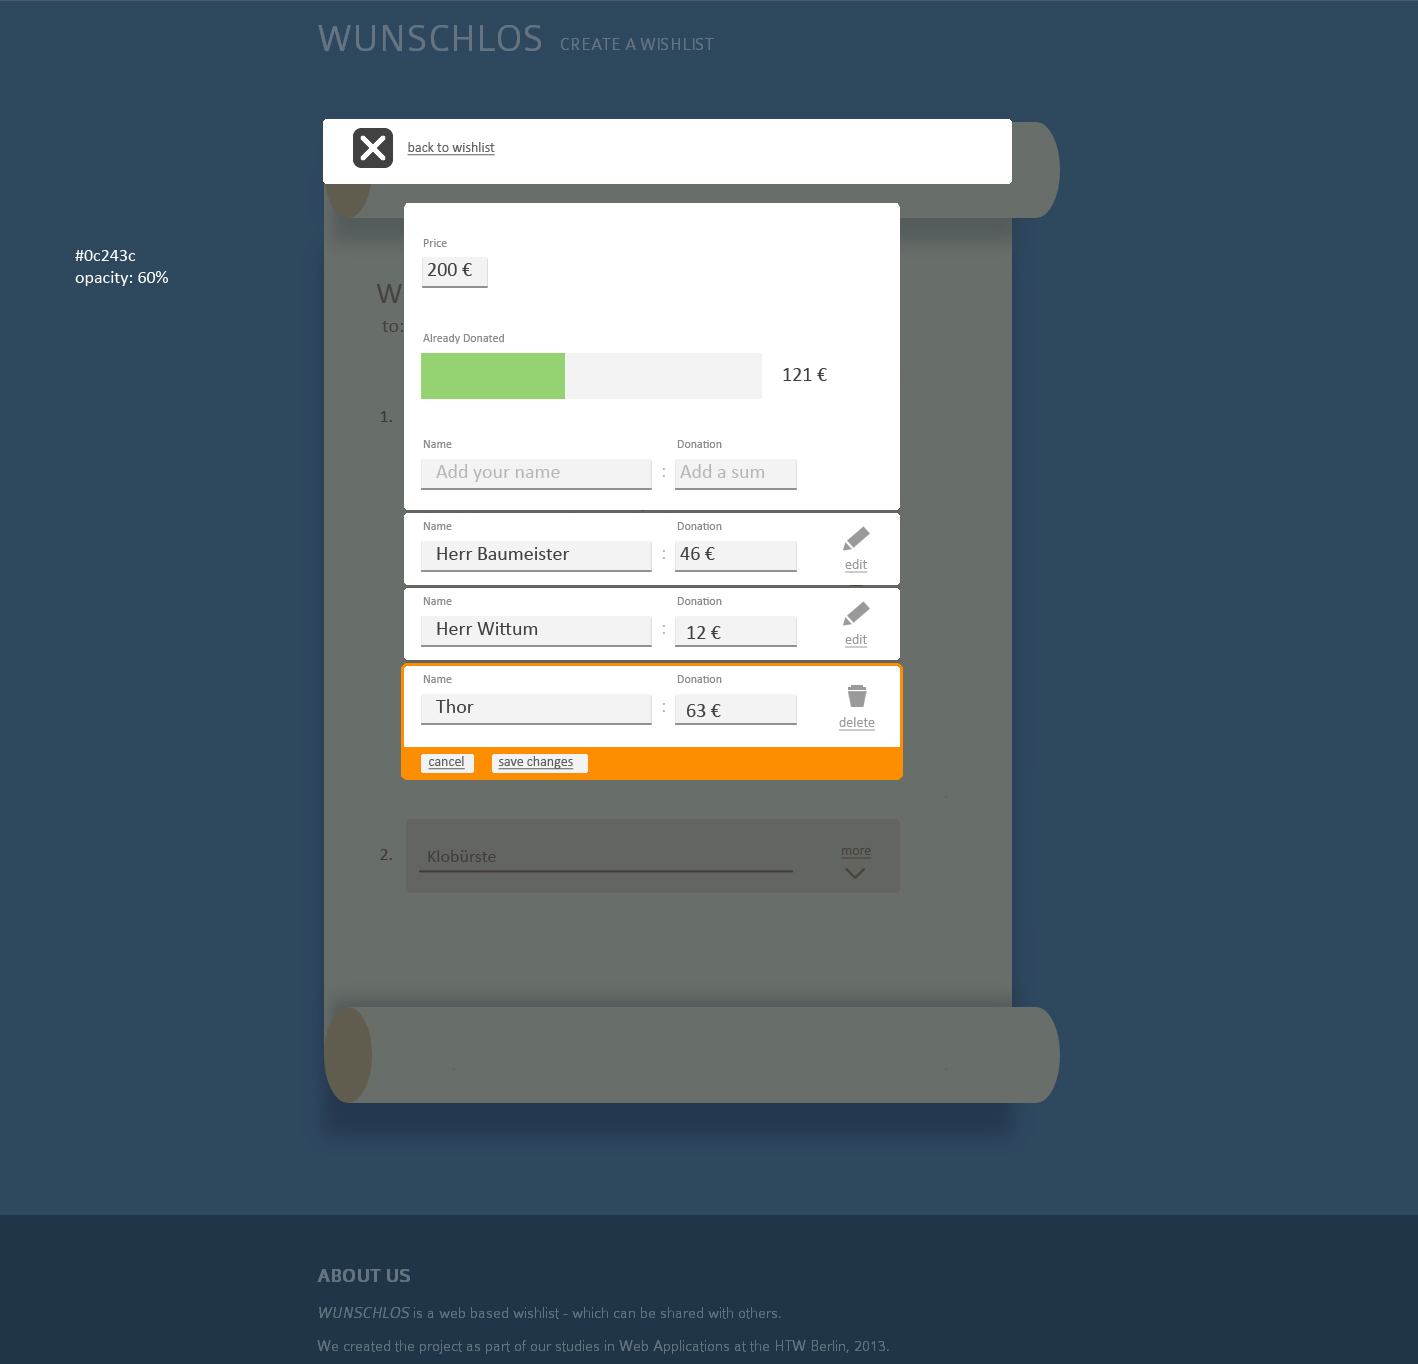 WUNSCHLOS CREATE A WISHLIST
back to wishlist
#0c243c
opacity: 60%
Price
200 €
W
to:
Already Donated
121 €
1.
Name Donation
Add your name : Add a sum
Name Donation
Herr Baumeister : 46 €
edit
Name Donation
Herr Wittum : 12 €
edit
Name Donation
Thor : 63 €
delete
cancel save changes
2. Klobürste more
ABOUT US
WUNSCHLOS is a web based wishlist - which can be shared with others.
We created the project as part of our studies in Web Applications at the HTW Berlin, 2013.